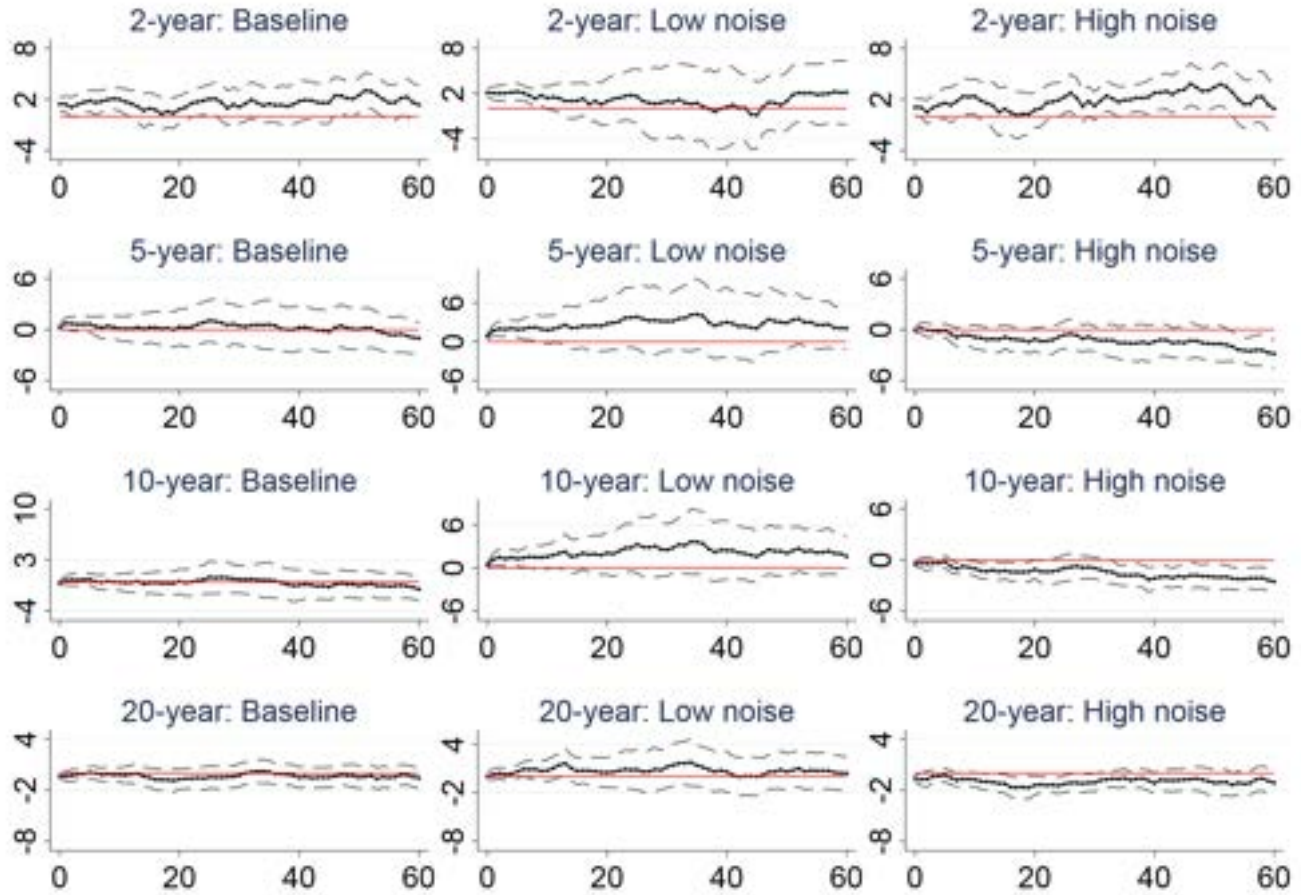 2-year: Baseline
8
2
-4
0 20 40 60
2-year: Low noise
8
2
-4
0 20 40 60
2-year: High noise
8
2
-4
0 20 40 60
5-year: Baseline
6
0
-6
0 20 40 60
5-year: Low noise
6
0
-6
0 20 40 60
5-year: High noise
6
0
-6
0 20 40 60
10-year: Baseline
10
3
-4
0 20 40 60
10-year: Low noise
6
0
-6
0 20 40 60
10-year: High noise
6
0
-6
0 20 40 60
20-year: Baseline
4
-2
-8
0 20 40 60
20-year: Low noise
4
-2
-8
0 20 40 60
20-year: High noise
4
-2
-8
0 20 40 60